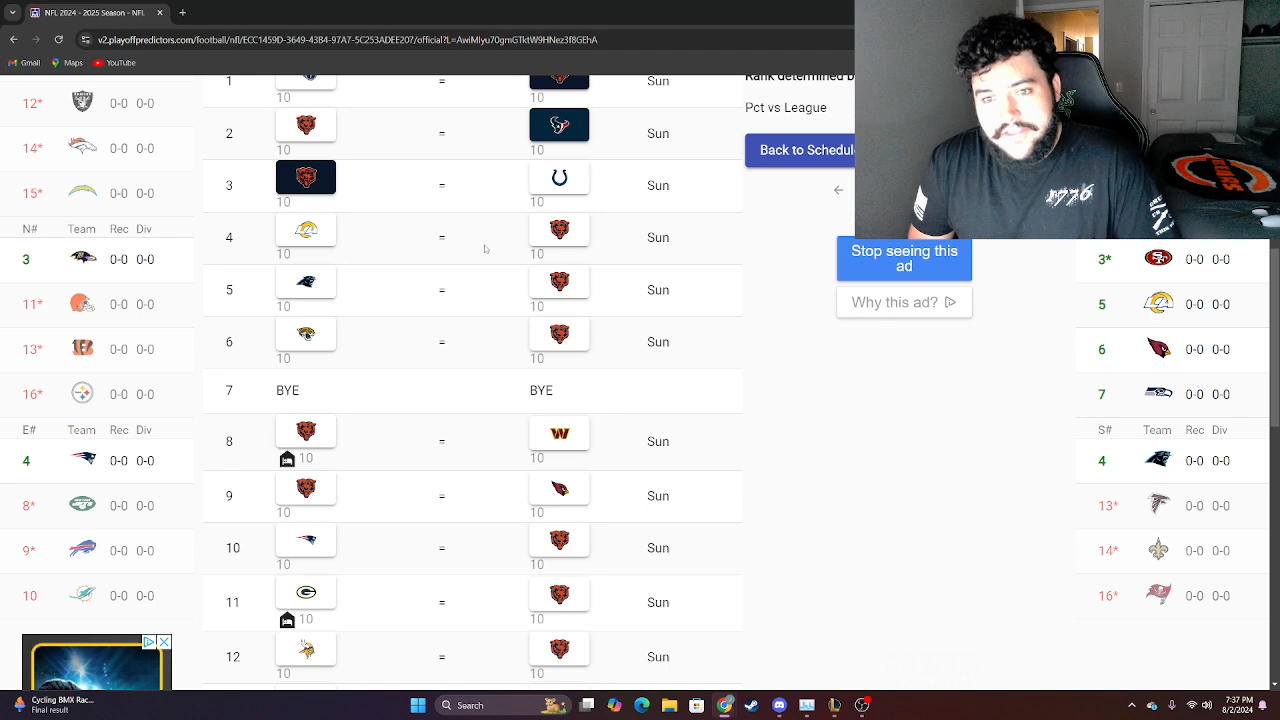 NFL 2024 - 2025 Season - NFL
v2.playoffpredictors.com/football/nfl/ECC1459D-3649-43B4-97A7-5C253ADEE207/official?L=AwiMlyu70gmGTktW9HNez3f8GEhA
Gmail Maps YouTube
1 = Sun
10 10
2 = Sun
10 10
3 = Sun
10 10
4 = Sun
10 10
5 = Sun
10 10
6 = Sun
10 10
7 BYE BYE
8 = Sun
10 10
9 = Sun
10 10
10 = Sun
10 10
11 = Sun
10 10
12 = Sun
10 10
12* 0-0 0-0
14* 0-0 0-0
15* 0-0 0-0
N# Team Rec Div
3 0-0 0-0
11* 0-0 0-0
13* 0-0 0-0
16* 0-0 0-0
E# Team Rec Div
4 0-0 0-0
8* 0-0 0-0
9* 0-0 0-0
10 0-0 0-0
Rank determined b
Pct vs League
Back to Schedul
Stop seeing this
ad
Why this ad?
1776
3* 0-0 0-0
5 0-0 0-0
6 0-0 0-0
7 0-0 0-0
S# Team Rec Div
4 0-0 0-0
13* 0-0 0-0
14* 0-0 0-0
16* 0-0 0-0
Cycling BMX Rac...
Final result
Search
7:37 PM
8/2/2024